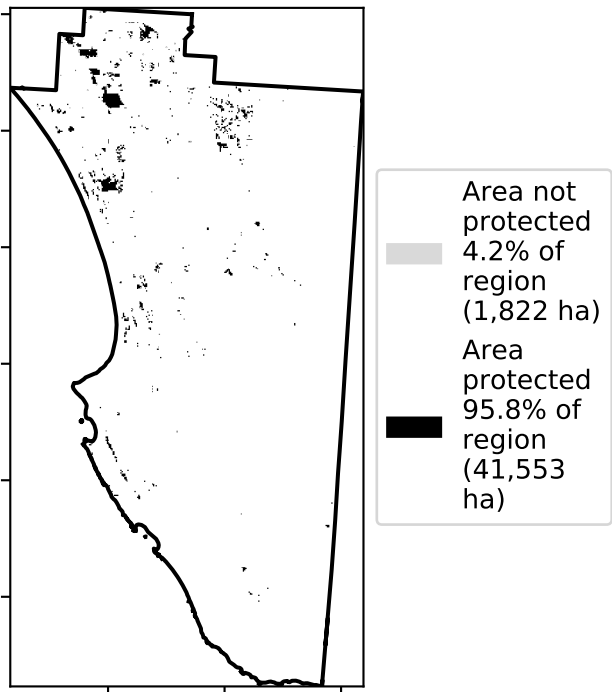 Area not
protected
4.2% of
region
(1,822 ha)
Area
protected
95.8% of
region
(41,553
ha)